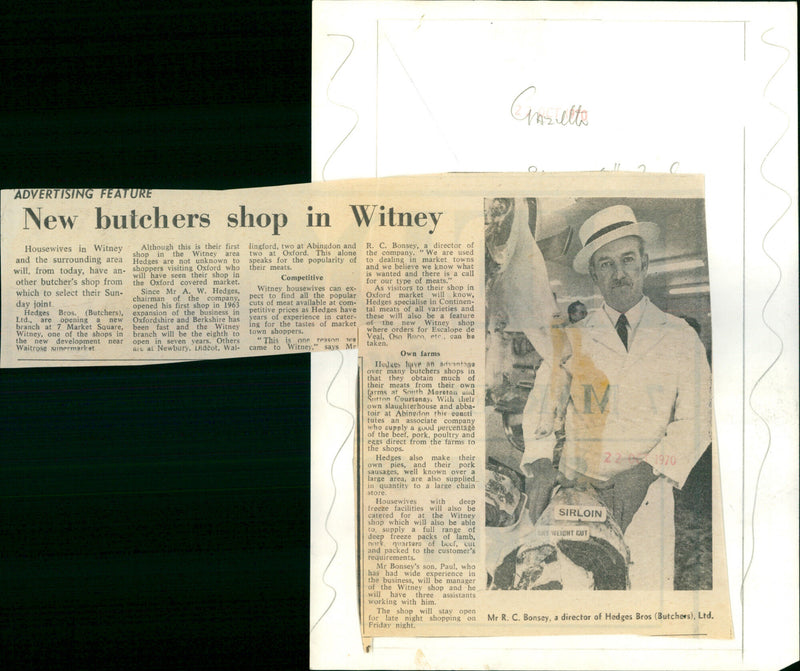 Gazette
ADVERTISING FEATURE
New butchers shop in Witney
Housewives in Witney
and the surrounding area
will, from today, have an-
other butcher's shop from
which to select their Sun-
day joint.
Hedges Bros. (Butchers),
Ltd., are opening a new
branch at 7 Market Square,
Witney, one of the shops in
the new development near
Waitrose supermarket
Although this is their first
shop in the Witney area
Hedges are not unknown to
shoppers visiting Oxford who
will have seen their shop in
the Oxford covered market.
Since Mr A. W. Hedges,
chairman of the company,
opened his first shop in 1963
expansion of the business in
Oxfordshire and Berkshire has
been fast and the Witney
branch will be the eighth to
open in seven years. Others
are at Newbury, Didcot, Wal-
lingford, two at Abingdon and
two at Oxford. This alone
speaks for the popularity of
their meats.
Competitive
Witney housewives can ex-
pect to find all the popular
cuts of meat available at com-
petitive prices as Hedges have
years of experience in cater-
ing for the tastes of market
town shoppers.
"This is one reason we
came to Witney," says Mr
R. C. Bonsey, a director of
the company. "We are used
to dealing in market towns
and we believe we know what
is wanted and there is a call
for our type of meats."
As visitors to their shop in
Oxford market will know,
Hedges specialise in Continen-
tal meats of all varieties and
these will also be a feature
of the new Witney shop
where orders for Escalope de
Veal, Oso Buco, etc., can be
taken.
Own farms
Hedges have an advantage
over many butchers shops in
that they obtain much of
their meats from their own
farms at South Moreton and
Sutton Courtenay. With their
own slaughterhouse and abba-
toir at Abingdon this consti-
tutes an associate company
who supply a good percentage
of the beef, pork, poultry and
eggs direct from the farms to
the shops.
Hedges also make their
own pies, and their pork
sausages, well known over a
large area, are also supplied
in quantity to a large chain
store.
Housewives with deep
freeze facilities will also be
catered for at the Witney
shop which will also be able
to supply a full range of
deep freeze packs of lamb,
pork, quarters of beef, cut
and packed to the customer's
requirements.
Mr Bonsey's son, Paul, who
has had wide experience in
the business, will be manager
of the Witney shop and he
will have three assistants
working with him.
The shop will stay open
for late night shopping on
Friday night.
22 1970
SIRLOIN
WEIGHT CUT
Mr R. C. Bonsey, a director of Hedges Bros (Butchers), Ltd.